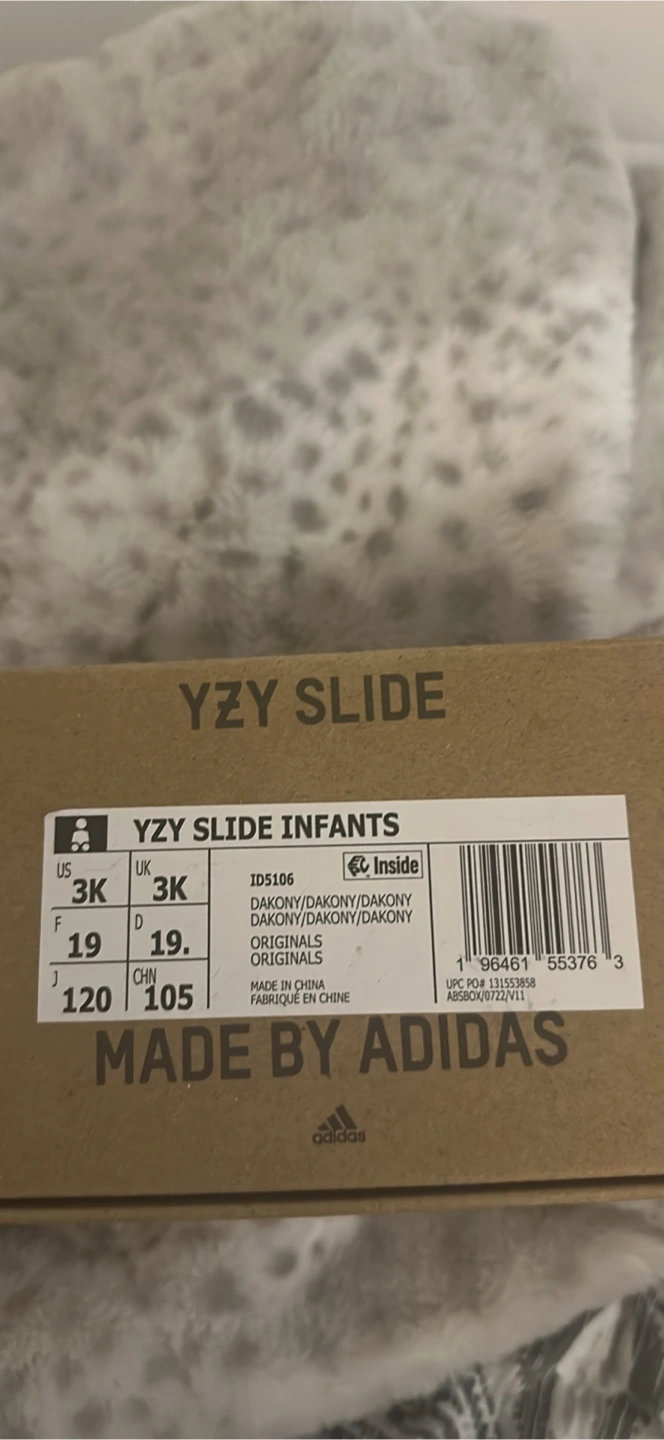 YZY SLIDE
YZY SLIDE INFANTS
US 3K UK 3K
F 19 D 19.
J 120 CHN 105
ID5106
Inside
DAKONY/DAKONY/DAKONY
DAKONY/DAKONY/DAKONY
ORIGINALS
ORIGINALS
MADE IN CHINA
FABRIQUÉ EN CHINE
1 96461 55376 3
UPC PO# 131553858
ABSBOX/0722/V11
MADE BY ADIDAS
adidas